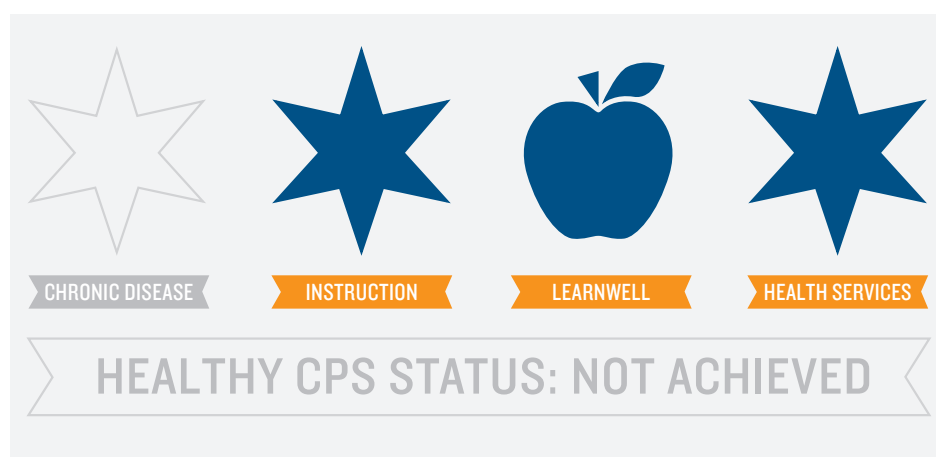 CHRONIC DISEASE
INSTRUCTION
LEARNWELL
HEALTH SERVICES
HEALTHY CPS STATUS: NOT ACHIEVED